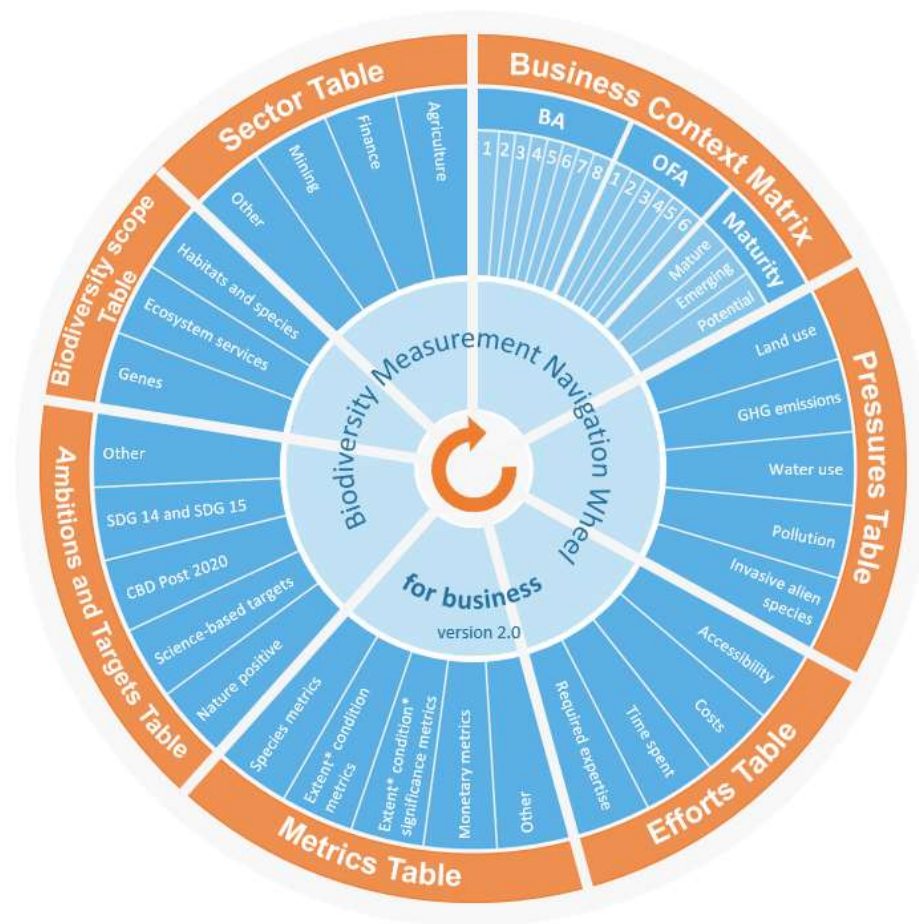 Business Context Matrix
BA
1
2
3
4
5
6
7
8
OFA
1
2
3
4
5
6
Maturity
Mature
Emerging
Potential
Pressures Table
Land use
GHG emissions
Water use
Pollution
Invasive alien
species
Efforts Table
Accessibility
Costs
Time spent
Required expertise
Metrics Table
Other
Monetary metrics
Extent* condition*
significance metrics
Extent* condition
metrics
Species metrics
Ambitions and Targets Table
Nature positive
Science-based targets
CBD Post 2020
SDG 14 and SDG 15
Other
Biodiversity scope
Table
Genes
Ecosystem services
Habitats and species
Sector Table
Other
Mining
Finance
Agriculture
Biodiversity Measurement Navigation Wheel
for business
version 2.0